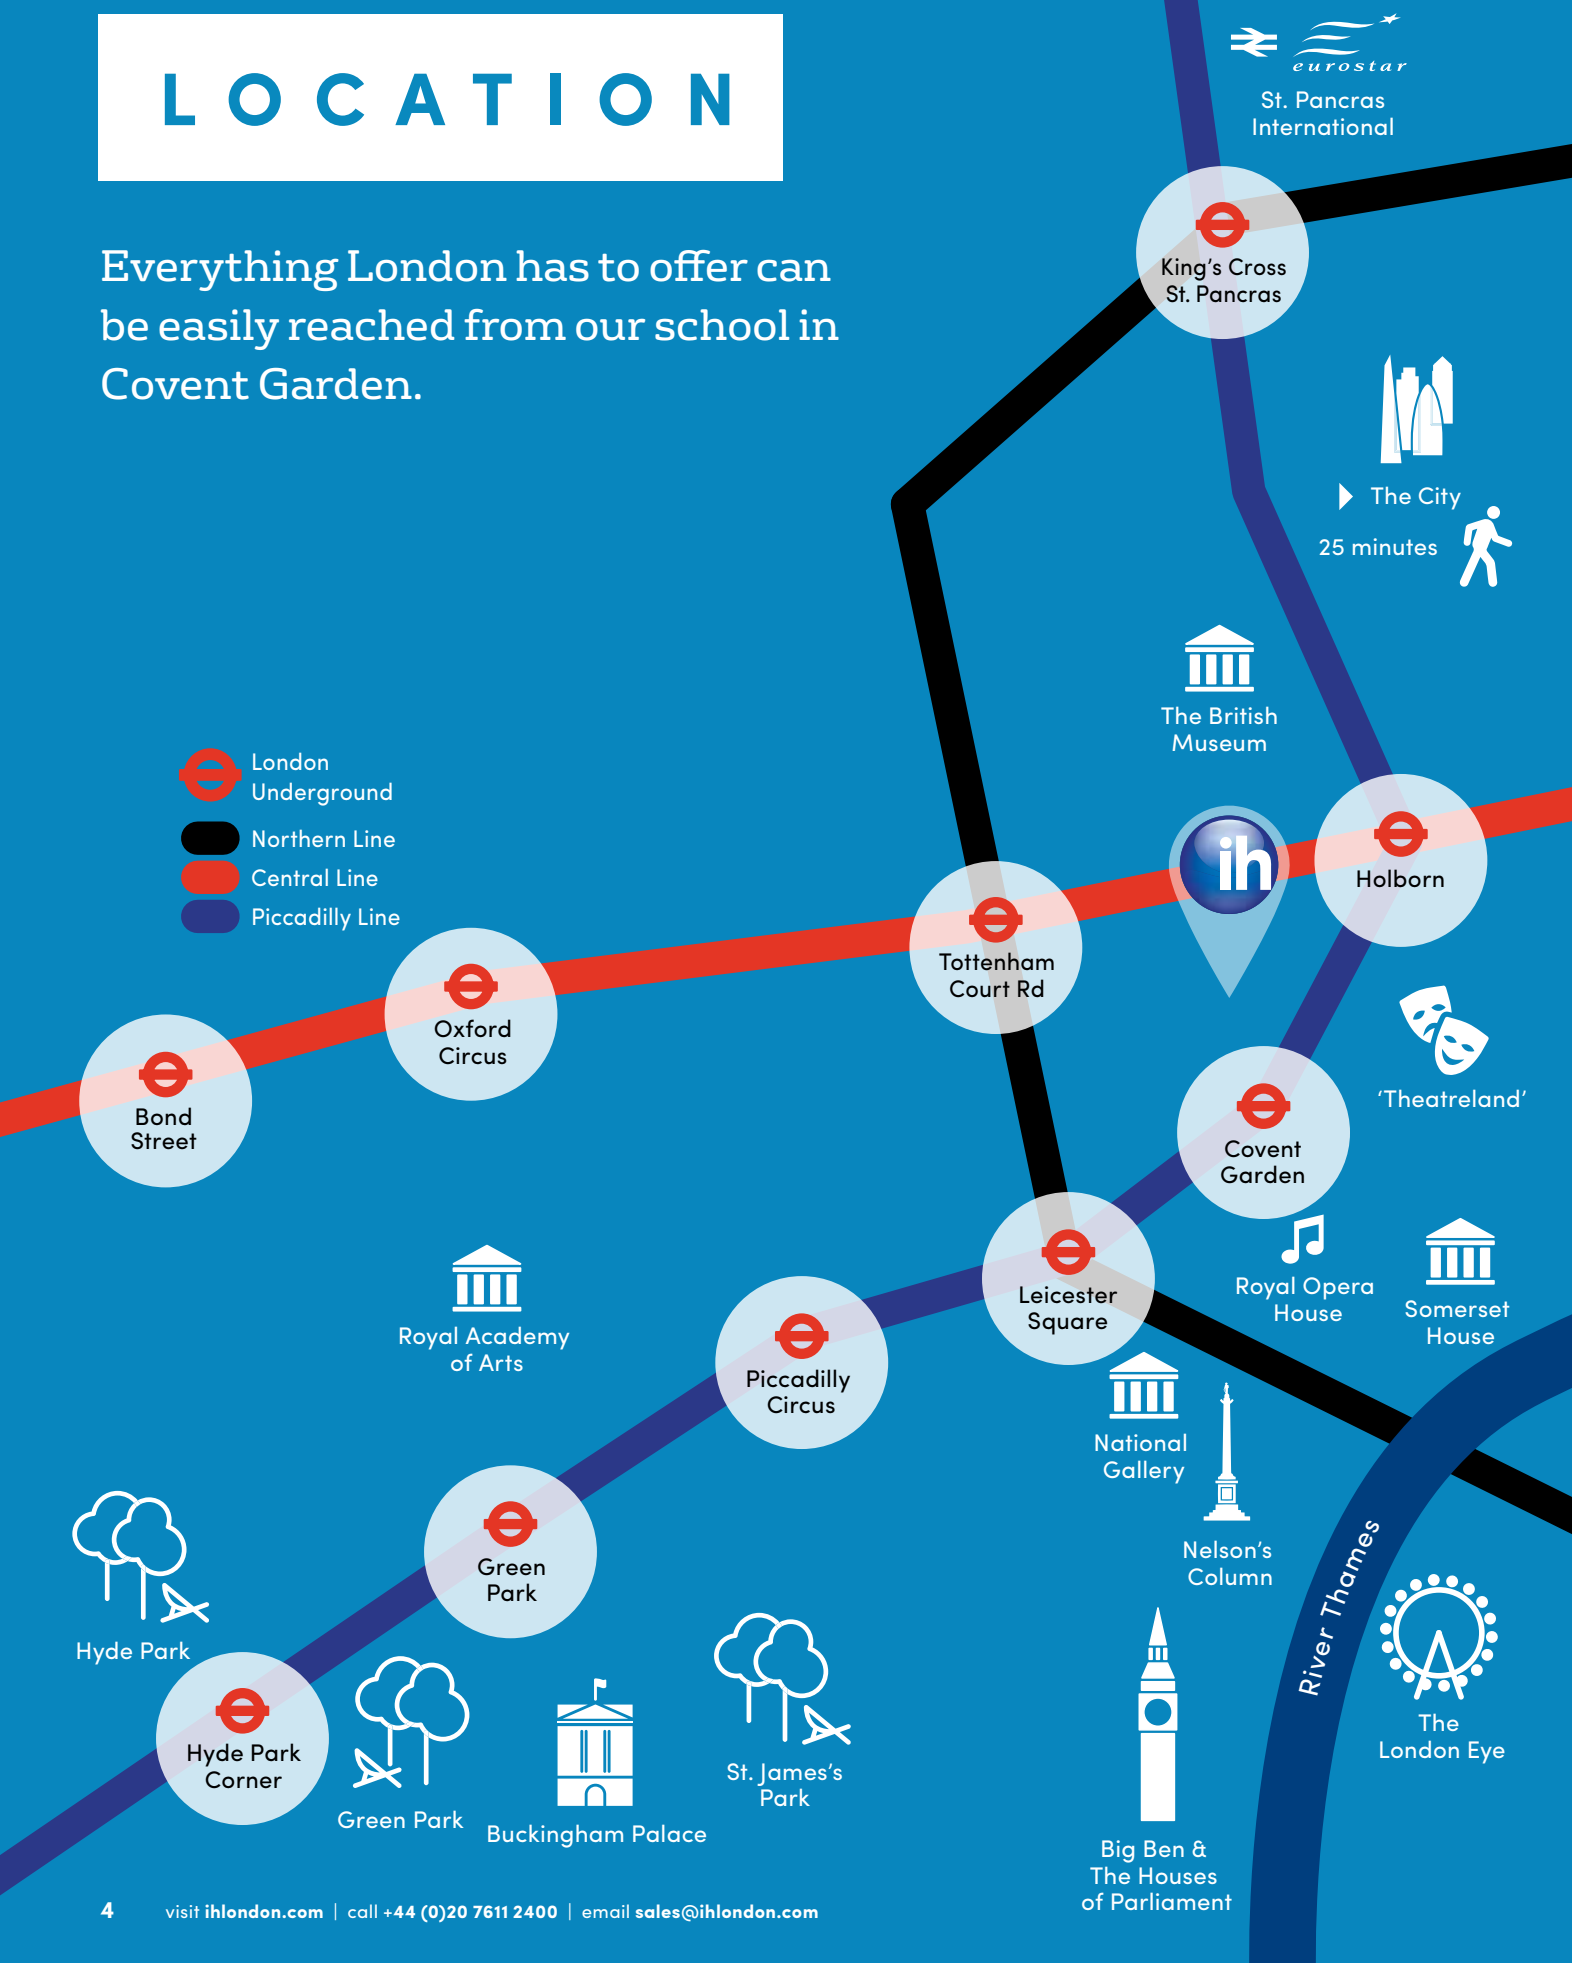 LOCATION
eurostar
St. Pancras
International
Everything London has to offer can
be easily reached from our school in
Covent Garden.
King's Cross
St. Pancras
The City
25 minutes
The British
Museum
London
Underground
Northern Line
Central Line
Piccadilly Line
ih
Holborn
Tottenham
Court Rd
Oxford
Circus
Bond
Street
'Theatreland'
Covent
Garden
Leicester
Square
Royal Opera
House
Somerset
House
Royal Academy
of Arts
Piccadilly
Circus
National
Gallery
Nelson's
Column
Green
Park
River Thames
Hyde Park
Hyde Park
Corner
Green Park
Buckingham Palace
St. James's
Park
The
London Eye
Big Ben &
The Houses
of Parliament
4 visit ihlondon.com | call +44 (0)20 7611 2400 | email sales@ihlondon.com